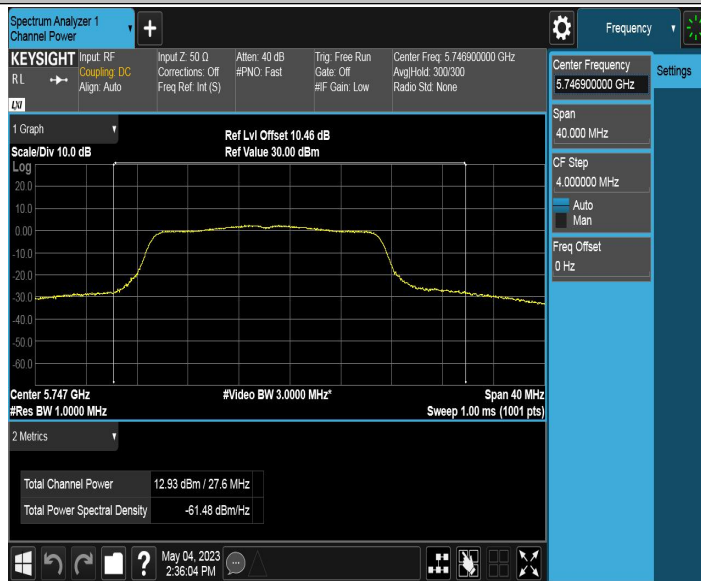 Spectrum Analyzer 1
Channel Power
Frequency
KEYSIGHT
RL
LXI
Input: RF
Coupling: DC
Align: Auto
Input Z: 50 Ω
Corrections: Off
Freq Ref: Int (S)
Atten: 40 dB
#PNO: Fast
Trig: Free Run
Gate: Off
#IF Gain: Low
Center Freq: 5.746900000 GHz
Avg|Hold: 300/300
Radio Std: None
Center Frequency
5.746900000 GHz
Settings
Span
40.000 MHz
CF Step
4.000000 MHz
Auto
Man
Freq Offset
0 Hz
1 Graph
Scale/Div 10.0 dB
Ref Lvl Offset 10.46 dB
Ref Value 30.00 dBm
Log
20.0
10.0
0.00
-10.0
-20.0
-30.0
-40.0
-50.0
-60.0
Center 5.747 GHz
#Res BW 1.0000 MHz
#Video BW 3.0000 MHz*
Span 40 MHz
Sweep 1.00 ms (1001 pts)
2 Metrics
Total Channel Power 12.93 dBm / 27.6 MHz
Total Power Spectral Density -61.48 dBm/Hz
?
May 04, 2023
2:36:04 PM